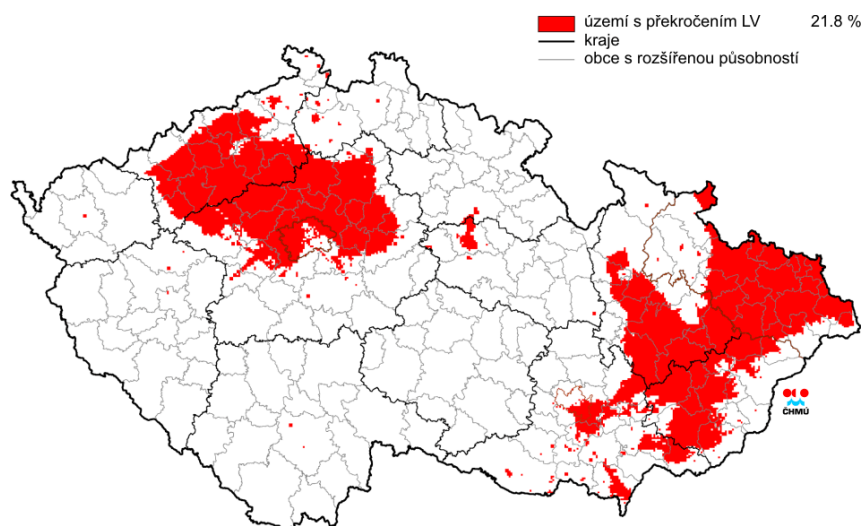 území s překročením LV 21.8 %
kraje
obce s rozšířenou působností
ČHMÚ